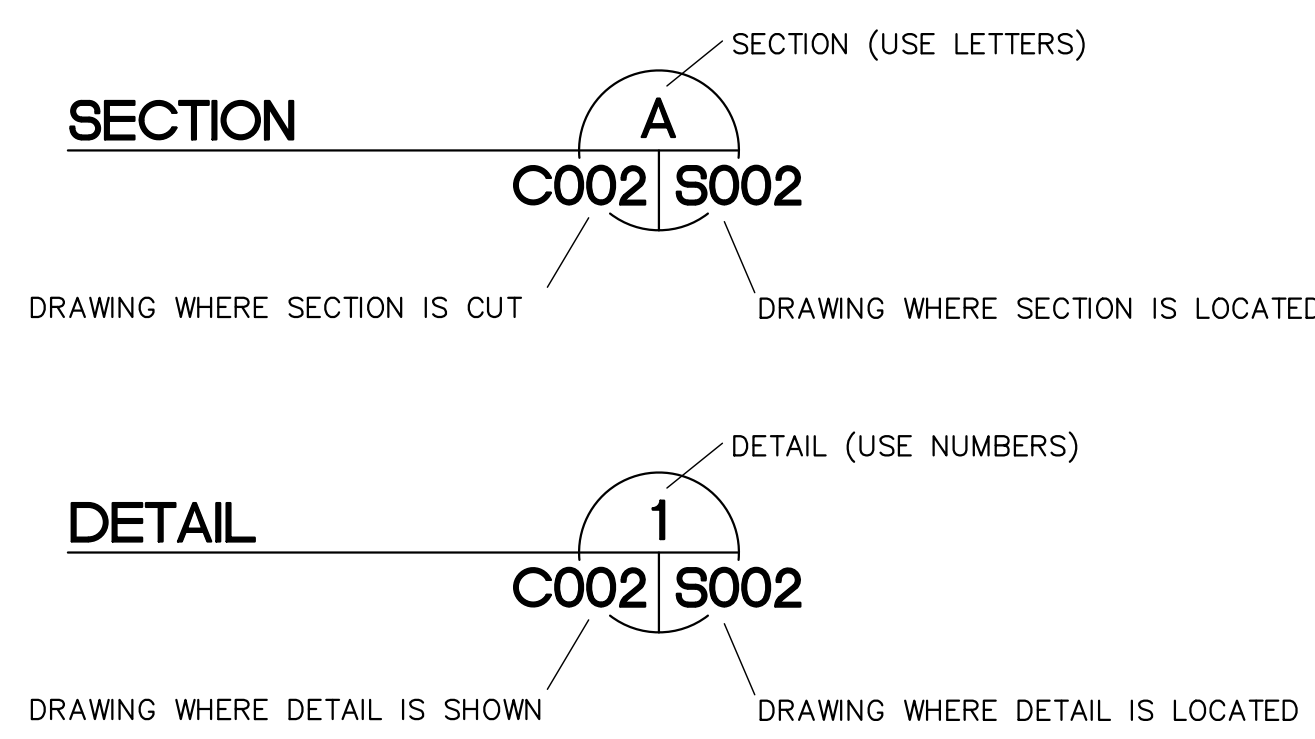 SECTION (USE LETTERS)
SECTION
A
C002 S002
DRAWING WHERE SECTION IS CUT
DRAWING WHERE SECTION IS LOCATED
DETAIL (USE NUMBERS)
DETAIL
1
C002 S002
DRAWING WHERE DETAIL IS SHOWN
DRAWING WHERE DETAIL IS LOCATED